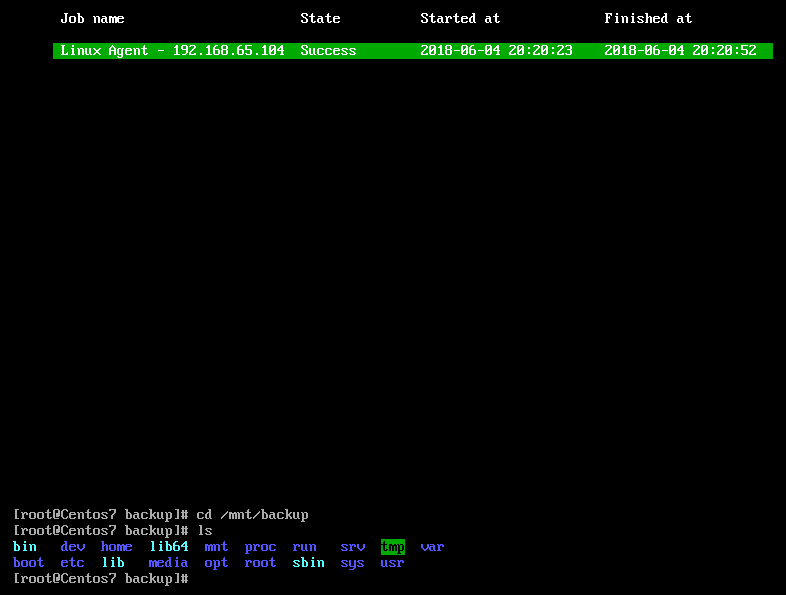 Job name State Started at Finished at
Linux Agent - 192.168.65.104 Success 2018-06-04 20:20:23 2018-06-04 20:20:52
[root@Centos7 backup]# cd /mnt/backup
[root@Centos7 backup]# ls
bin dev home lib64 mnt proc run srv tmp var
boot etc lib media opt root sbin sys usr
[root@Centos7 backup]#